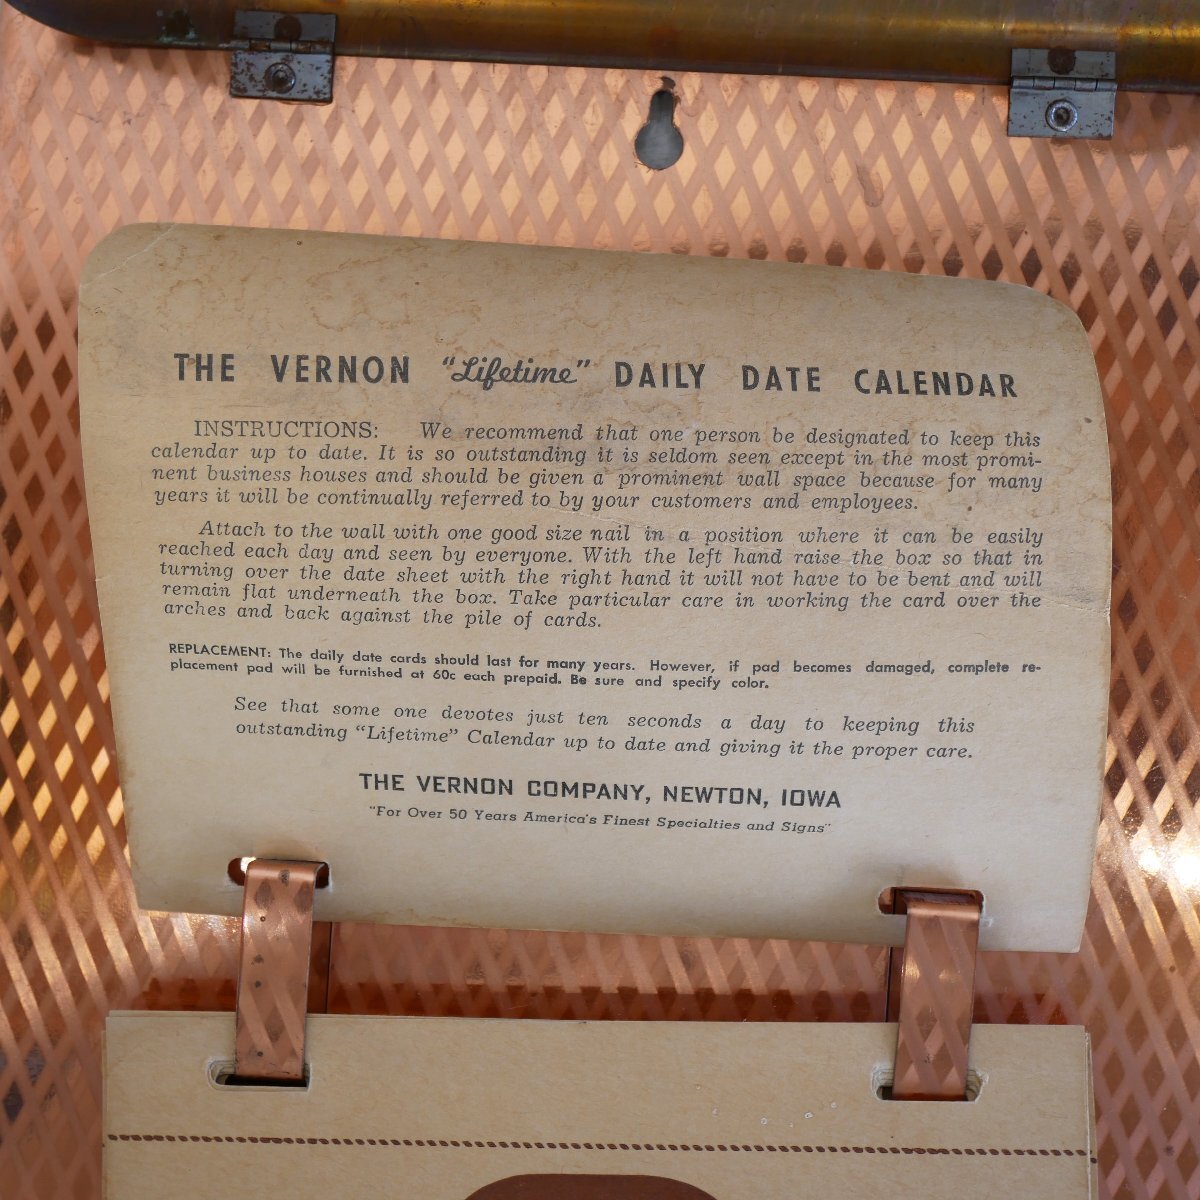 THE VERNON "Lifetime" DAILY DATE CALENDAR
INSTRUCTIONS: We recommend that one person be designated to keep this
calendar up to date. It is so outstanding it is seldom seen except in the most promi-
nent business houses and should be given a prominent wall space because for many
years it will be continually referred to by your customers and employees.
Attach to the wall with one good size nail in a position where it can be easily
reached each day and seen by everyone. With the left hand raise the box so that in
turning over the date sheet with the right hand it will not have to be bent and will
remain flat underneath the box. Take particular care in working the card over the
arches and back against the pile of cards.
REPLACEMENT: The daily date cards should last for many years. However, if pad becomes damaged, complete re-
placement pad will be furnished at 60c each prepaid. Be sure and specify color.
See that some one devotes just ten seconds a day to keeping this
outstanding "Lifetime" Calendar up to date and giving it the proper care.
THE VERNON COMPANY, NEWTON, IOWA
"For Over 50 Years America's Finest Specialties and Signs"